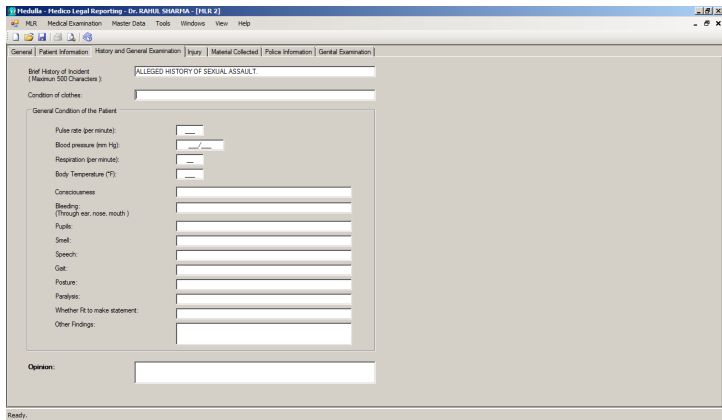 Medulla - Medico Legal Reporting - Dr. RAHUL SHARMA - [MLR 2]
MLR Medical Examination Master Data Tools Windows View Help
General Patient Information History and General Examination Injury Material Collected Police Information Genital Examination
Brief History of Incident
( Maximun 500 Characters ):
ALLEGED HISTORY OF SEXUAL ASSAULT.
Condition of clothes:
General Condition of the Patient
Pulse rate (per minute):
Blood pressure (mm Hg): ___/___
Respiration (per minute):
Body Temperature (°F):
Consciousness
Bleeding:
(Through ear, nose, mouth )
Pupils:
Smell:
Speech:
Gait:
Posture:
Paralysis:
Whether Fit to make statement:
Other Findings:
Opinion:
Ready.